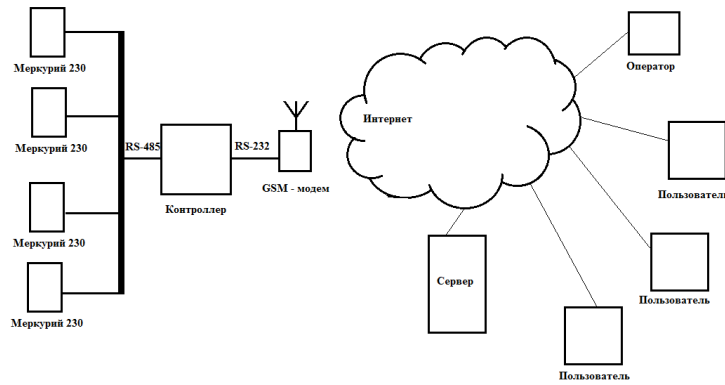 Меркурий 230
Меркурий 230
Меркурий 230
Меркурий 230
RS-485
Контроллер
RS-232
GSM - модем
Интернет
Сервер
Оператор
Пользователь
Пользователь
Пользователь